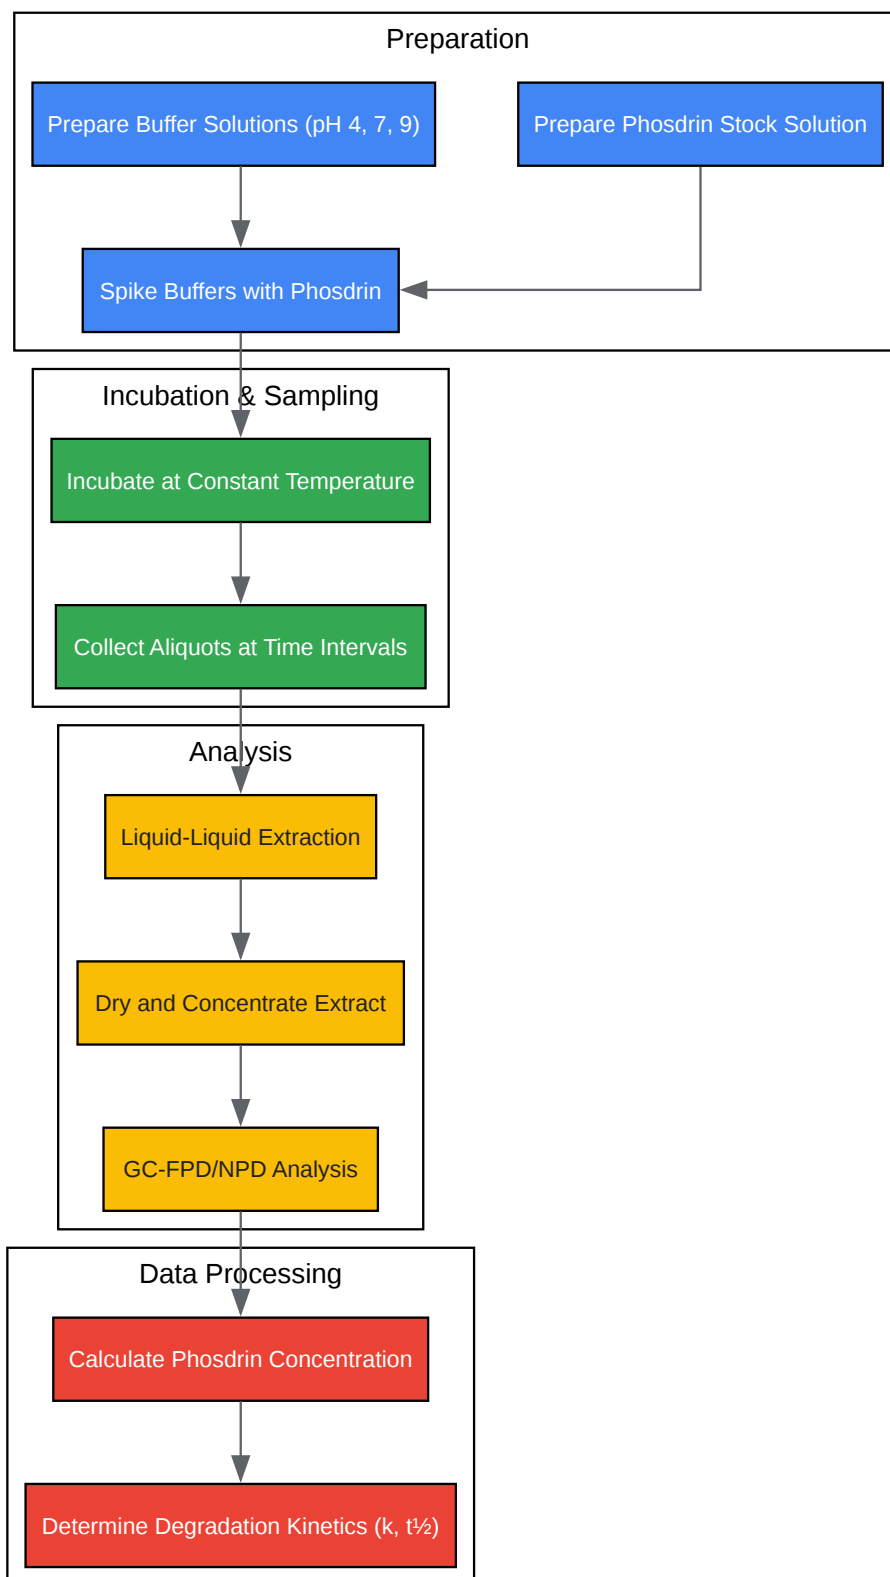 Preparation
Prepare Buffer Solutions (pH 4, 7, 9)
Prepare Phosdrin Stock Solution
Spike Buffers with Phosdrin
Incubation & Sampling
Incubate at Constant Temperature
Collect Aliquots at Time Intervals
Analysis
Liquid-Liquid Extraction
Dry and Concentrate Extract
GC-FPD/NPD Analysis
Data Processing
Calculate Phosdrin Concentration
Determine Degradation Kinetics (k, t½)